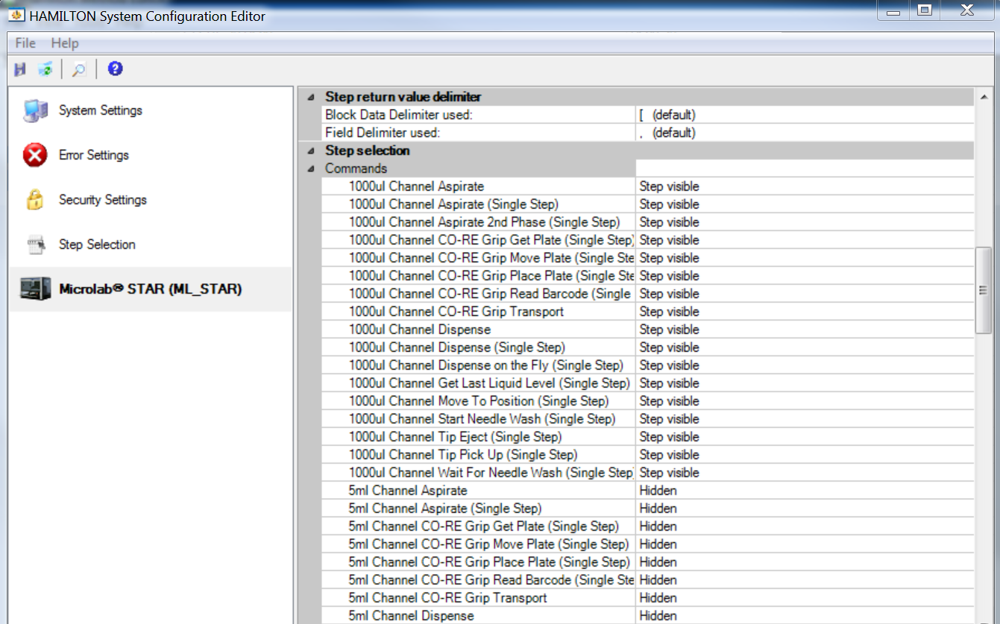 HAMILTON System Configuration Editor
File Help
System Settings
Error Settings
Security Settings
Step Selection
Microlab® STAR (ML_STAR)
Step return value delimiter
Block Data Delimiter used: [ (default)
Field Delimiter used: , (default)
Step selection
Commands
1000ul Channel Aspirate Step visible
1000ul Channel Aspirate (Single Step) Step visible
1000ul Channel Aspirate 2nd Phase (Single Step) Step visible
1000ul Channel CO-RE Grip Get Plate (Single Step) Step visible
1000ul Channel CO-RE Grip Move Plate (Single Ste Step visible
1000ul Channel CO-RE Grip Place Plate (Single Ste Step visible
1000ul Channel CO-RE Grip Read Barcode (Single Step visible
1000ul Channel CO-RE Grip Transport Step visible
1000ul Channel Dispense Step visible
1000ul Channel Dispense (Single Step) Step visible
1000ul Channel Dispense on the Fly (Single Step) Step visible
1000ul Channel Get Last Liquid Level (Single Step) Step visible
1000ul Channel Move To Position (Single Step) Step visible
1000ul Channel Start Needle Wash (Single Step) Step visible
1000ul Channel Tip Eject (Single Step) Step visible
1000ul Channel Tip Pick Up (Single Step) Step visible
1000ul Channel Wait For Needle Wash (Single Step) Step visible
5ml Channel Aspirate Hidden
5ml Channel Aspirate (Single Step) Hidden
5ml Channel CO-RE Grip Get Plate (Single Step) Hidden
5ml Channel CO-RE Grip Move Plate (Single Step) Hidden
5ml Channel CO-RE Grip Place Plate (Single Step) Hidden
5ml Channel CO-RE Grip Read Barcode (Single Ste Hidden
5ml Channel CO-RE Grip Transport Hidden
5ml Channel Dispense Hidden